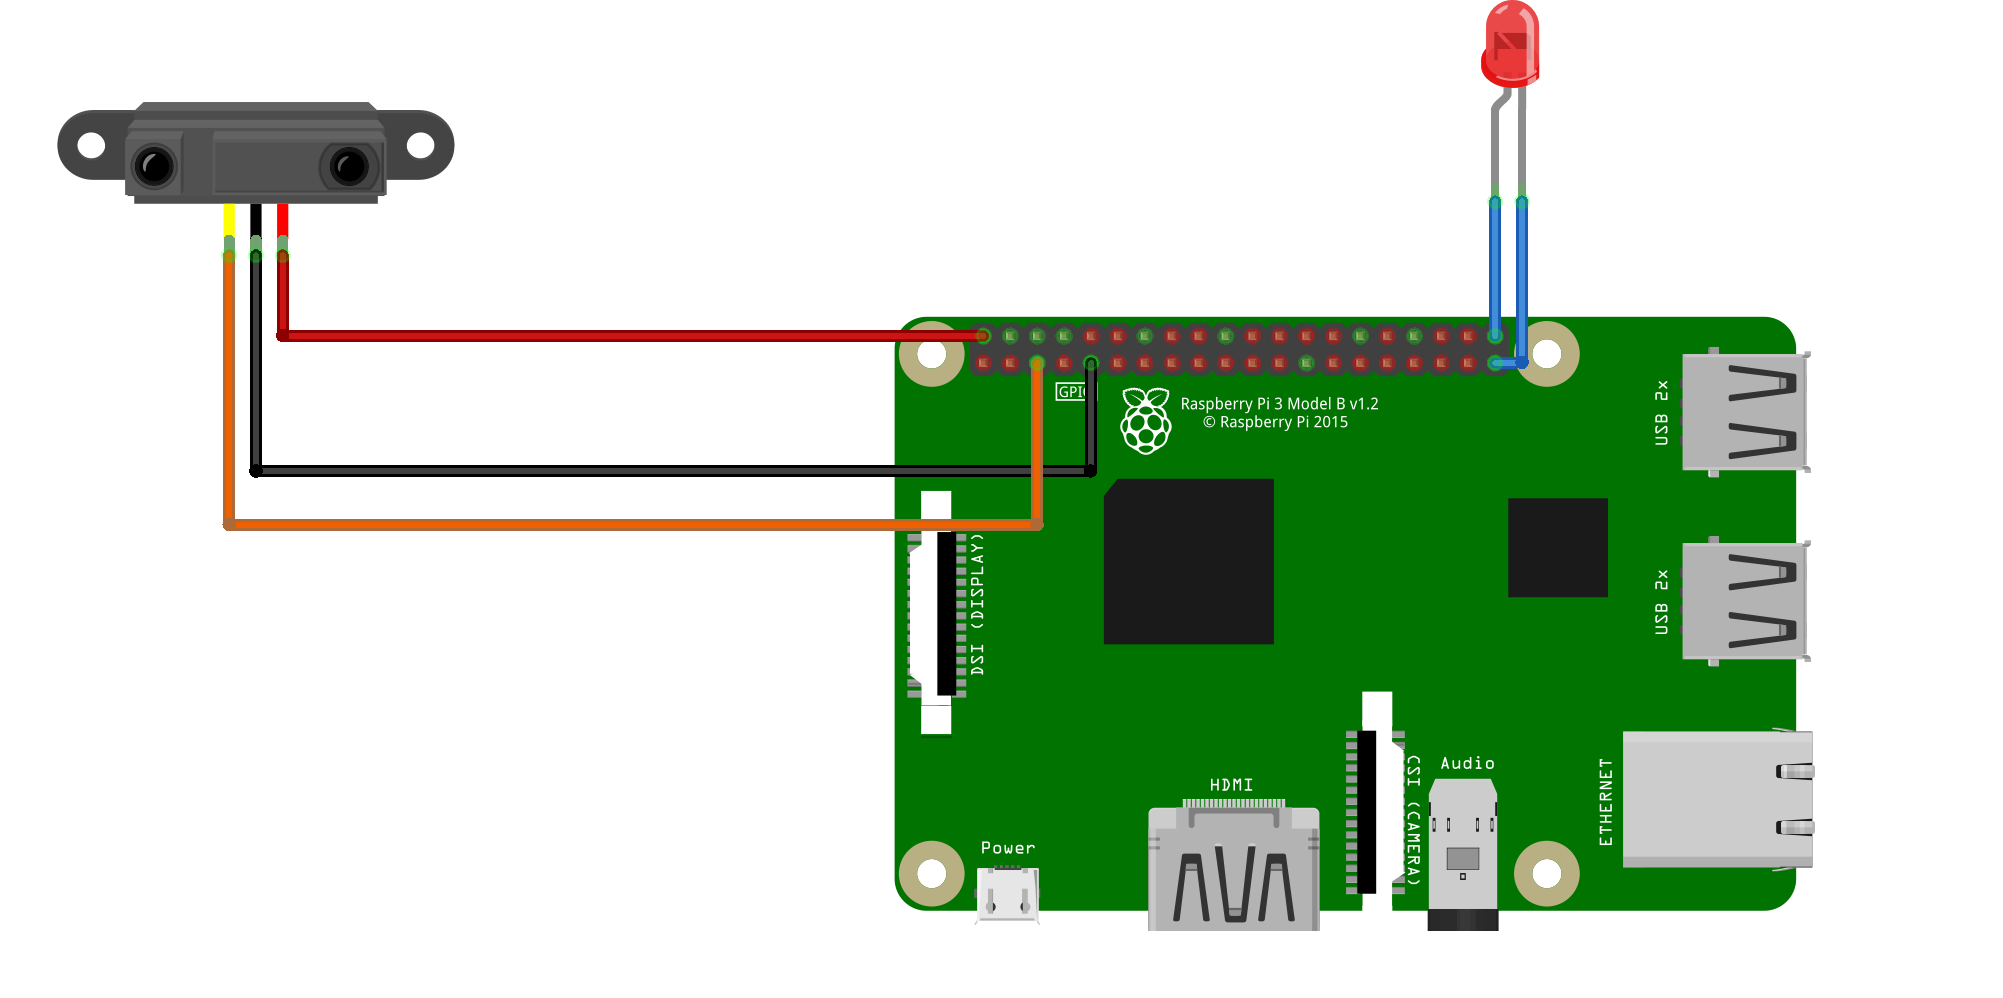 GPIO
Raspberry Pi 3 Model B v1.2
© Raspberry Pi 2015
USB 2x
DSI (DISPLAY)
USB 2x
HDMI
CSI (CAMERA)
Audio
ETHERNET
Power